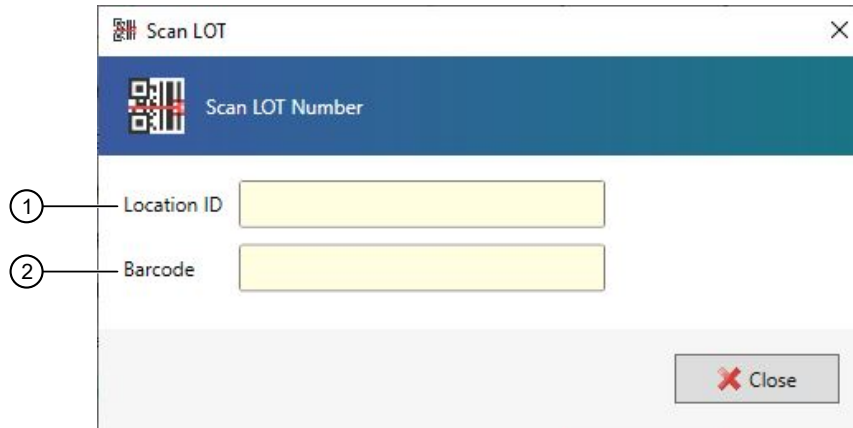 Scan LOT
Scan LOT Number
1 Location ID
2 Barcode
Close